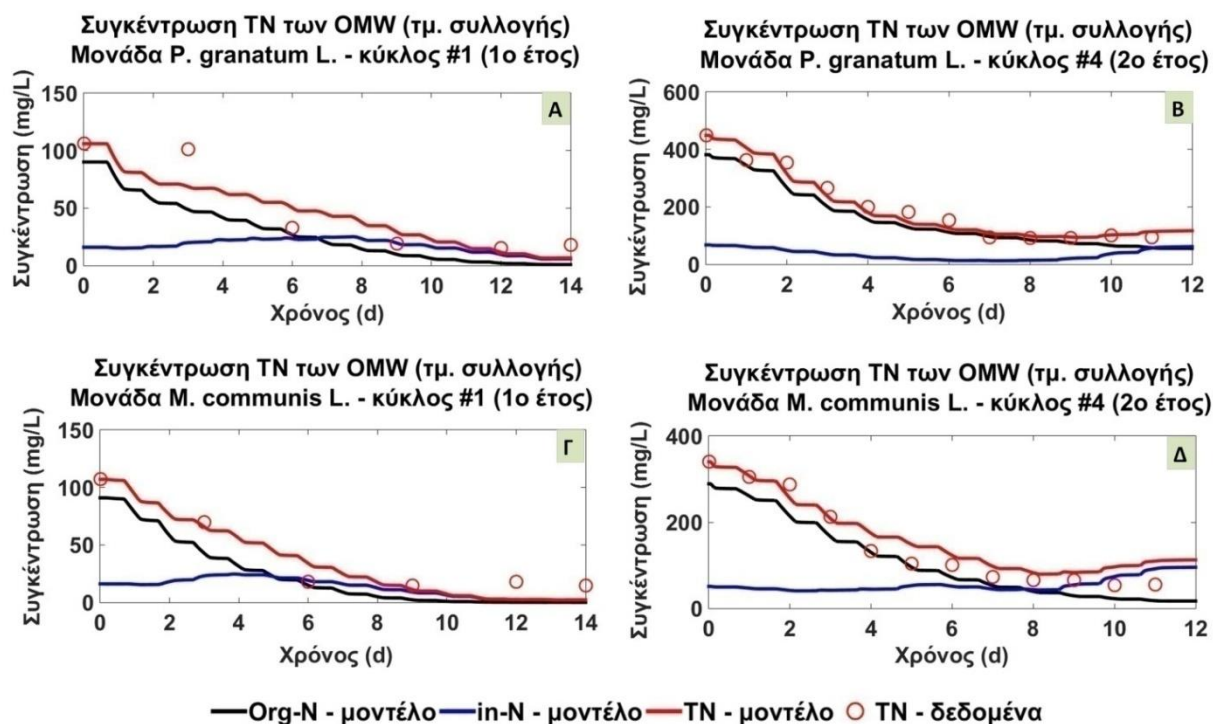 Συγκέντρωση TN των OMW (τμ. συλλογής)
Μονάδα P. granatum L. - κύκλος #1 (1ο έτος)
Συγκέντρωση (mg/L)
150
100
50
0
A
0 2 4 6 8 10 12 14
Χρόνος (d)
Συγκέντρωση TN των OMW (τμ. συλλογής)
Μονάδα P. granatum L. - κύκλος #4 (2ο έτος)
Συγκέντρωση (mg/L)
600
400
200
0
B
0 2 4 6 8 10 12
Χρόνος (d)
Συγκέντρωση TN των OMW (τμ. συλλογής)
Μονάδα M. communis L. - κύκλος #1 (1ο έτος)
Συγκέντρωση (mg/L)
150
100
50
0
Γ
0 2 4 6 8 10 12 14
Χρόνος (d)
Συγκέντρωση TN των OMW (τμ. συλλογής)
Μονάδα M. communis L. - κύκλος #4 (2ο έτος)
Συγκέντρωση (mg/L)
400
200
0
Δ
0 2 4 6 8 10 12
Χρόνος (d)
Org-N - μοντέλο in-N - μοντέλο TN - μοντέλο TN - δεδομένα